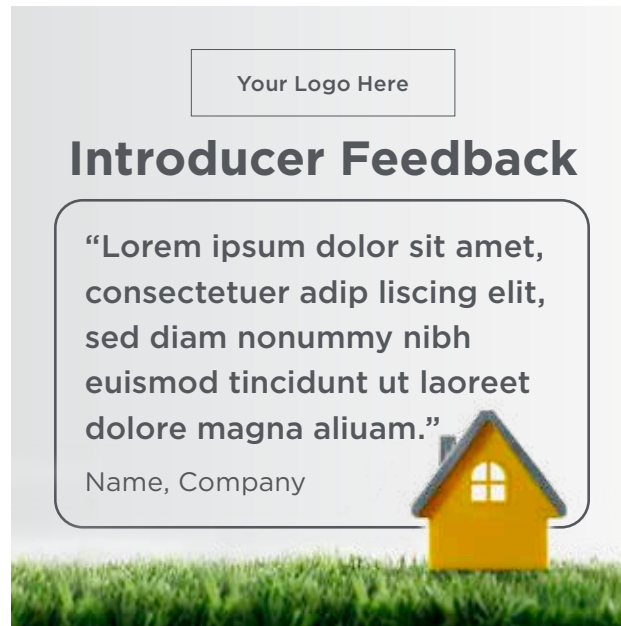 Your Logo Here
Introducer Feedback
“Lorem ipsum dolor sit amet,
consectetuer adip liscing elit,
sed diam nonummy nibh
euismod tincidunt ut laoreet
dolore magna aliuam.”
Name, Company